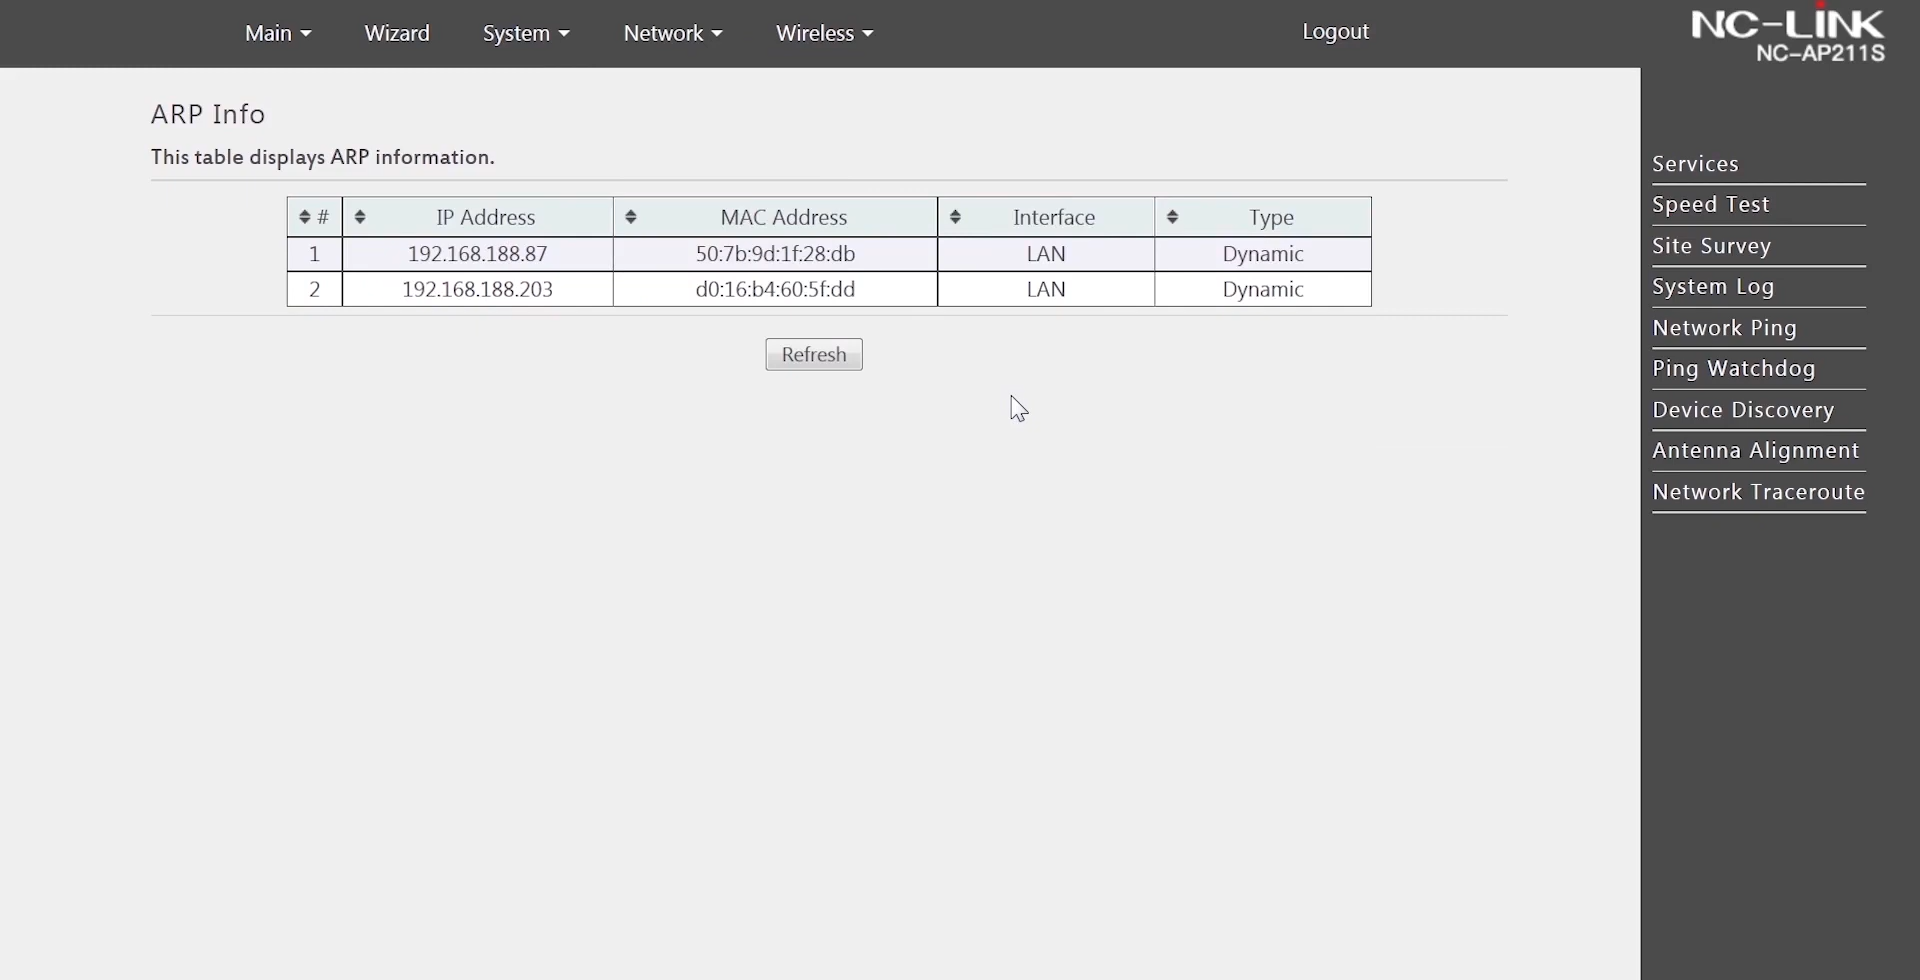 Main Wizard System Network Wireless Logout
NC-LINK
NC-AP211S
ARP Info
This table displays ARP information.
# IP Address MAC Address Interface Type
1 192.168.188.87 50:7b:9d:1f:28:db LAN Dynamic
2 192.168.188.203 d0:16:b4:60:5f:dd LAN Dynamic
Refresh
Services
Speed Test
Site Survey
System Log
Network Ping
Ping Watchdog
Device Discovery
Antenna Alignment
Network Traceroute